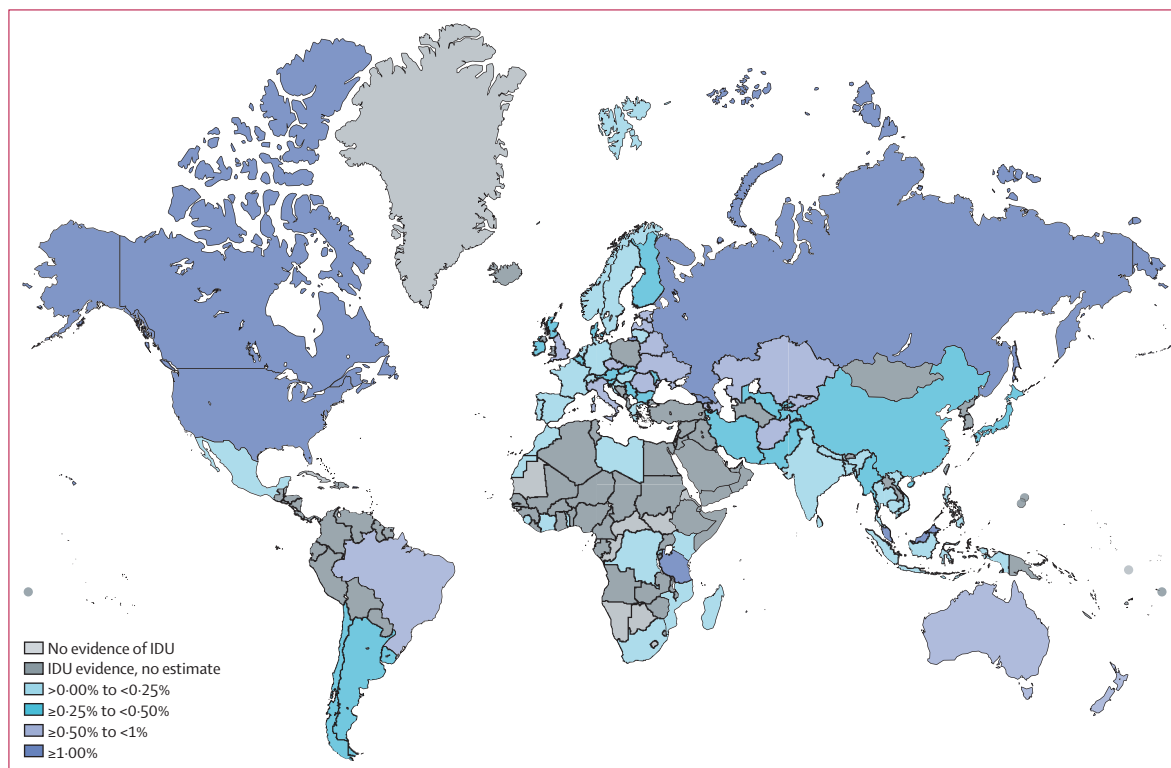 No evidence of IDU
IDU evidence, no estimate
>0·00% to <0·25%
≥0·25% to <0·50%
≥0·50% to <1%
≥1·00%